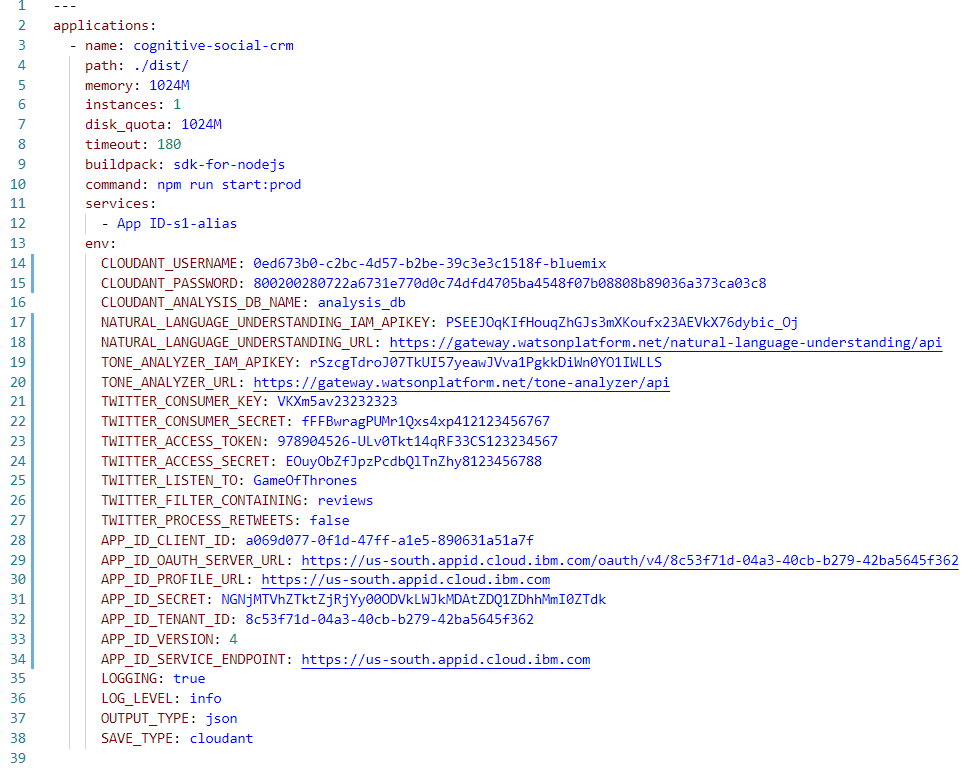 1 ---
2 applications:
3 - name: cognitive-social-crm
4 path: ./dist/
5 memory: 1024M
6 instances: 1
7 disk_quota: 1024M
8 timeout: 180
9 buildpack: sdk-for-nodejs
10 command: npm run start:prod
11 services:
12 - App ID-s1-alias
13 env:
14 CLOUDANT_USERNAME: 0ed673b0-c2bc-4d57-b2be-39c3e3c1518f-bluemix
15 CLOUDANT_PASSWORD: 800200280722a6731e770d0c74dfd4705ba4548f07b08808b89036a373ca03c8
16 CLOUDANT_ANALYSIS_DB_NAME: analysis_db
17 NATURAL_LANGUAGE_UNDERSTANDING_IAM_APIKEY: PSEEJOqKIfHouqZhGJs3mXKoufx23AEVkX76dybic_Oj
18 NATURAL_LANGUAGE_UNDERSTANDING_URL: https://gateway.watsonplatform.net/natural-language-understanding/api
19 TONE_ANALYZER_IAM_APIKEY: rSzcgTdroJ07TkUI57yeawJVva1PgkkDiWn0YO1IWLLS
20 TONE_ANALYZER_URL: https://gateway.watsonplatform.net/tone-analyzer/api
21 TWITTER_CONSUMER_KEY: VKXm5av23232323
22 TWITTER_CONSUMER_SECRET: fFFBwragPUMr1Qxs4xp412123456767
23 TWITTER_ACCESS_TOKEN: 978904526-ULv0Tkt14qRF33CS123234567
24 TWITTER_ACCESS_SECRET: EOuyObZfJpzPcdbQlTnZhy8123456788
25 TWITTER_LISTEN_TO: GameOfThrones
26 TWITTER_FILTER_CONTAINING: reviews
27 TWITTER_PROCESS_RETWEETS: false
28 APP_ID_CLIENT_ID: a069d077-0f1d-47ff-a1e5-890631a51a7f
29 APP_ID_OAUTH_SERVER_URL: https://us-south.appid.cloud.ibm.com/oauth/v4/8c53f71d-04a3-40cb-b279-42ba5645f362
30 APP_ID_PROFILE_URL: https://us-south.appid.cloud.ibm.com
31 APP_ID_SECRET: NGNjMTVhZTktZjRjYy00ODVkLWJkMDAtZDQ1ZDhhMmI0ZTdk
32 APP_ID_TENANT_ID: 8c53f71d-04a3-40cb-b279-42ba5645f362
33 APP_ID_VERSION: 4
34 APP_ID_SERVICE_ENDPOINT: https://us-south.appid.cloud.ibm.com
35 LOGGING: true
36 LOG_LEVEL: info
37 OUTPUT_TYPE: json
38 SAVE_TYPE: cloudant
39